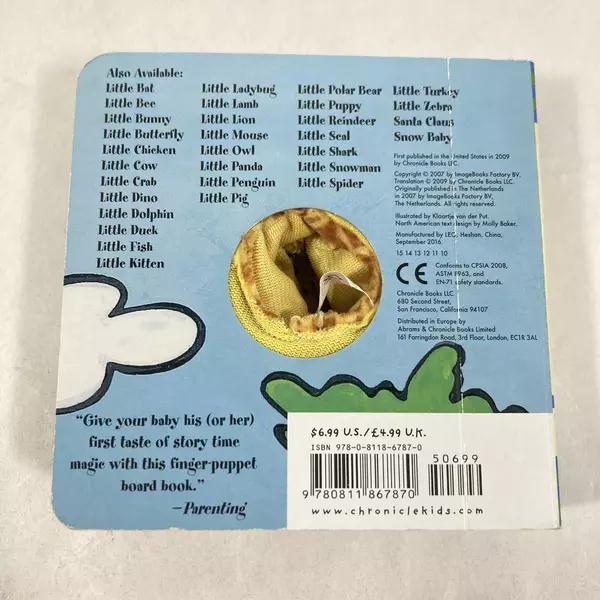 Also Available:
Little Bat
Little Bee
Little Bunny
Little Butterfly
Little Chicken
Little Cow
Little Crab
Little Dino
Little Dolphin
Little Duck
Little Fish
Little Kitten
Little Ladybug
Little Lamb
Little Lion
Little Mouse
Little Owl
Little Panda
Little Penguin
Little Pig
Little Polar Bear
Little Puppy
Little Reindeer
Little Seal
Little Shark
Little Snowman
Little Spider
Little Turkey
Little Zebra
Santa Claus
Snow Baby
First published in the United States in 2009
by Chronicle Books LLC.
Copyright © 2007 by ImageBooks Factory BV,
Translation © 2009 by Chronicle Books LLC.
Originally published in The Netherlands
in 2007 by ImageBooks Factory BV,
The Netherlands. All rights reserved.
Illustrated by Klaartje van der Put.
North American text design by Molly Baker.
Manufactured by LEO, Heshan, China,
September 2016.
15 14 13 12 11 10
CE
Conforms to CPSIA 2008,
ASTM F963, and
EN-71 safety standards.
Chronicle Books LLC
680 Second Street,
San Francisco, California 94107
Distributed in Europe by
Abrams & Chronicle Books Limited
161 Farringdon Road, 3rd Floor, London, EC1R 3AL
“Give your baby his (or her)
first taste of story time
magic with this finger-puppet
board book.”
—Parenting
$6.99 U.S./£4.99 U.K.
ISBN 978-0-8118-6787-0
50699
9 780811 867870
www.chroniclekids.com